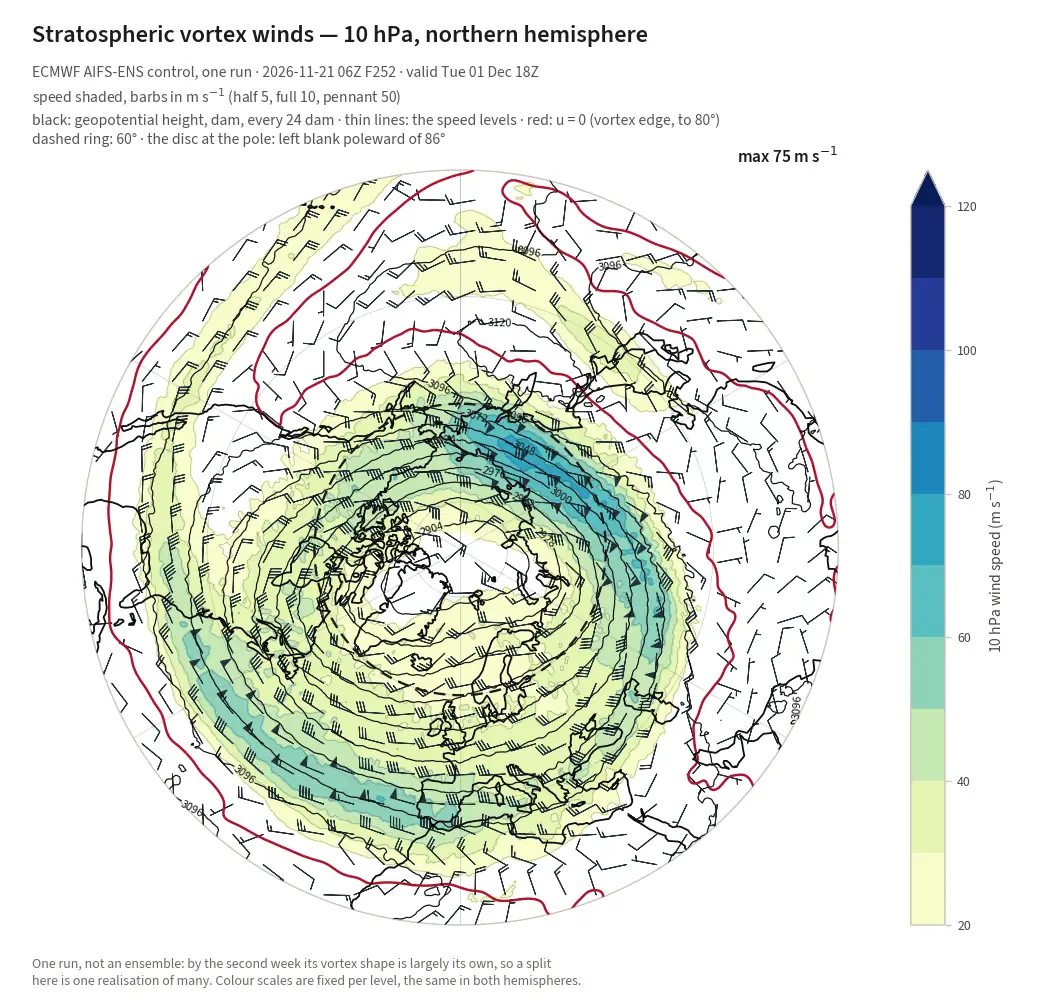 Stratospheric vortex winds — 10 hPa, northern hemisphere
ECMWF AIFS-ENS control, one run · 2026-11-21 06Z F252 · valid Tue 01 Dec 18Z
speed shaded, barbs in m s⁻¹ (half 5, full 10, pennant 50)
black: geopotential height, dam, every 24 dam · thin lines: the speed levels · red: u = 0 (vortex edge, to 80°)
dashed ring: 60° · the disc at the pole: left blank poleward of 86°
max 75 m s⁻¹
120
100
80
60
40
20
10 hPa wind speed (m s⁻¹)
3096
3096
3120
3096
3048
3000
2904
3096
3096
3096
One run, not an ensemble: by the second week its vortex shape is largely its own, so a split
here is one realisation of many. Colour scales are fixed per level, the same in both hemispheres.